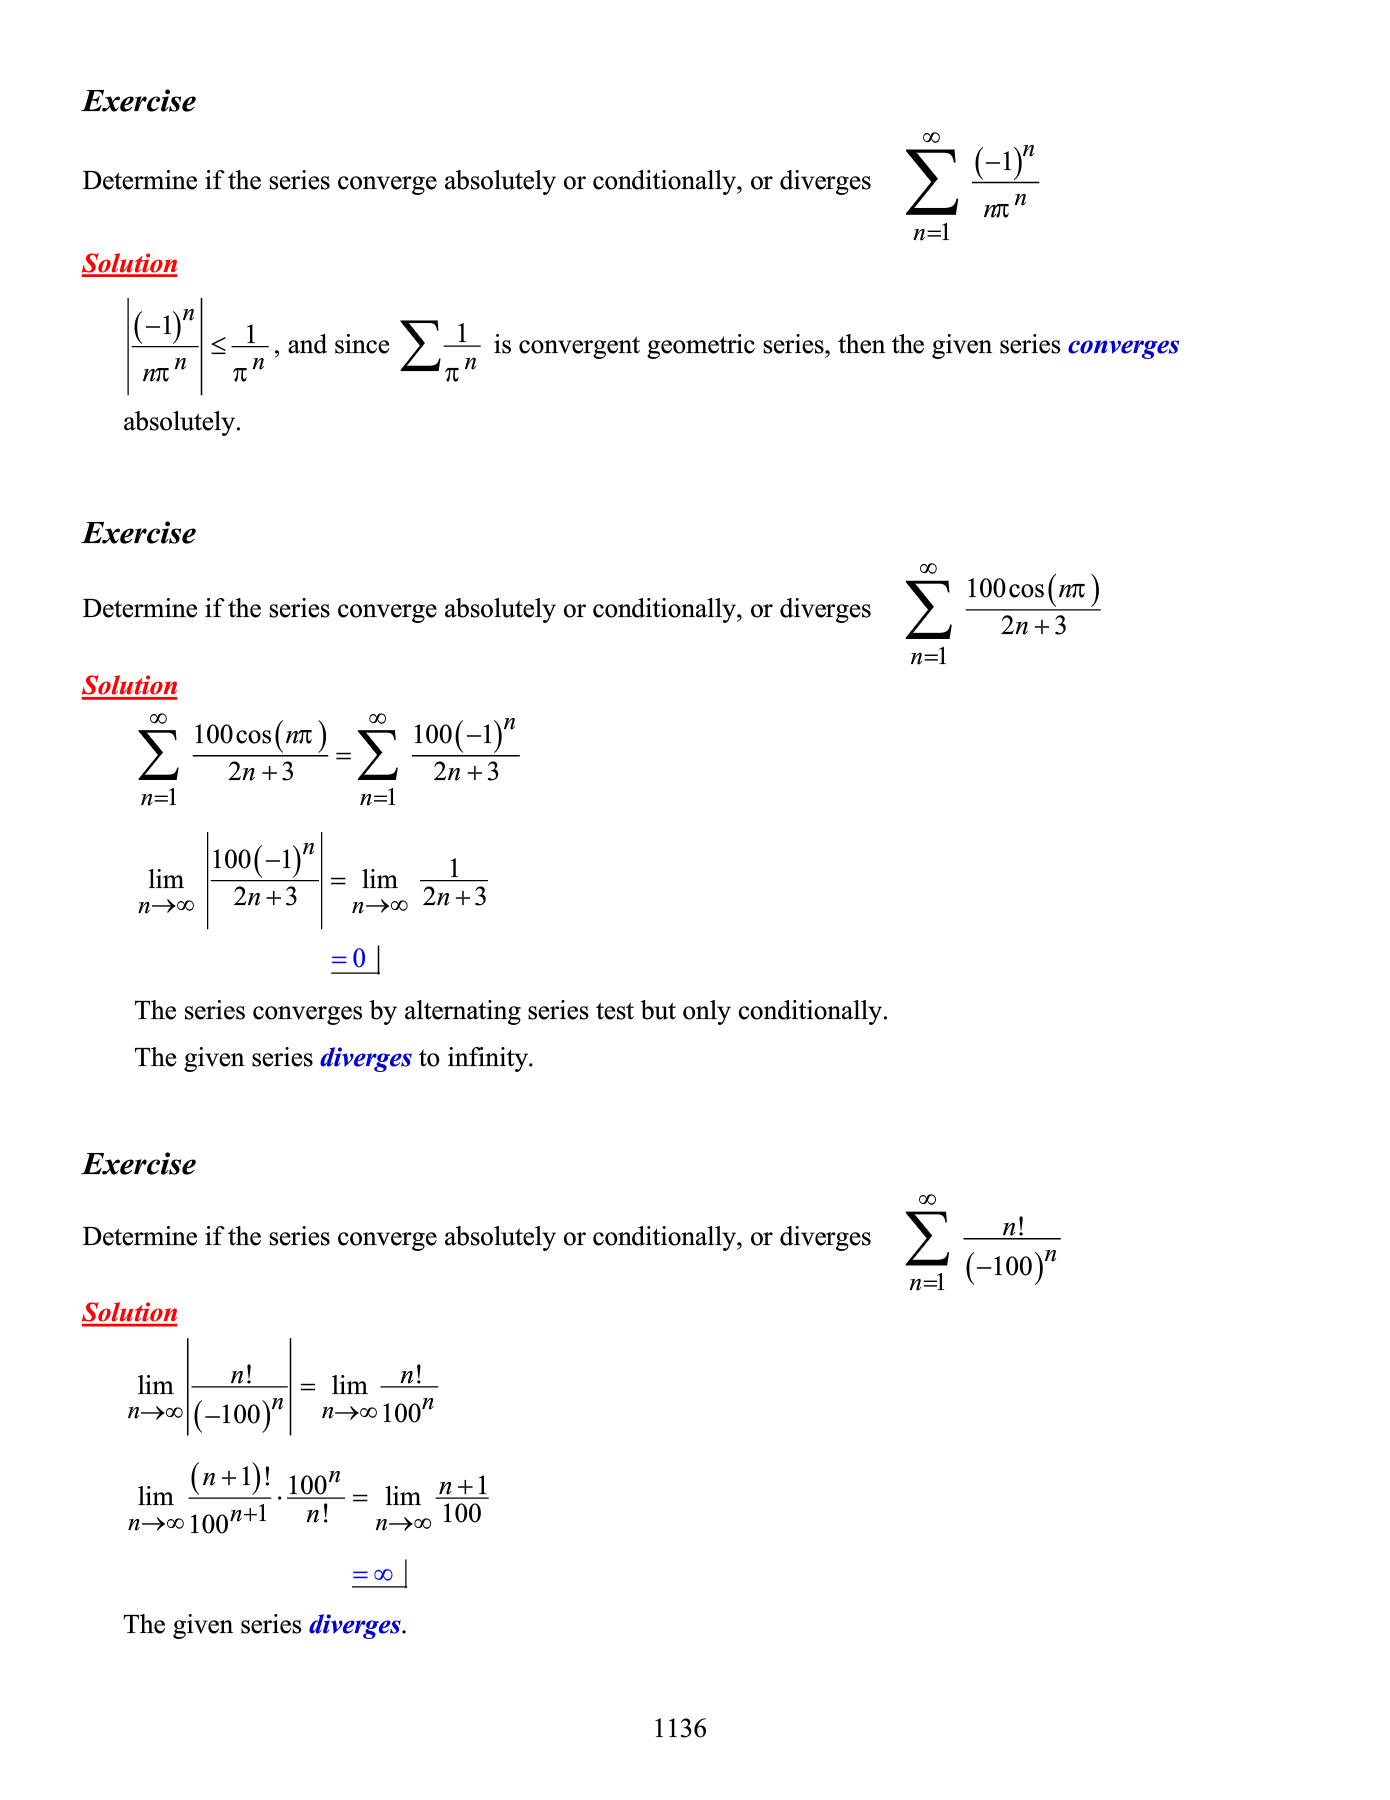 Exercise
Determine if the series converge absolutely or conditionally, or diverges $\sum_{n=1}^{\infty} \frac{(-1)^n}{n\pi^n}$
Solution
$\left|\frac{(-1)^n}{n\pi^n}\right| \le \frac{1}{\pi^n}$, and since $\sum \frac{1}{\pi^n}$ is convergent geometric series, then the given series converges
absolutely.
Exercise
Determine if the series converge absolutely or conditionally, or diverges $\sum_{n=1}^{\infty} \frac{100\cos(n\pi)}{2n+3}$
Solution
$\sum_{n=1}^{\infty} \frac{100\cos(n\pi)}{2n+3} = \sum_{n=1}^{\infty} \frac{100(-1)^n}{2n+3}$
$\lim_{n\to\infty} \left|\frac{100(-1)^n}{2n+3}\right| = \lim_{n\to\infty} \frac{1}{2n+3}$
$= 0$
The series converges by alternating series test but only conditionally.
The given series diverges to infinity.
Exercise
Determine if the series converge absolutely or conditionally, or diverges $\sum_{n=1}^{\infty} \frac{n!}{(-100)^n}$
Solution
$\lim_{n\to\infty} \left|\frac{n!}{(-100)^n}\right| = \lim_{n\to\infty} \frac{n!}{100^n}$
$\lim_{n\to\infty} \frac{(n+1)!}{100^{n+1}} \cdot \frac{100^n}{n!} = \lim_{n\to\infty} \frac{n+1}{100}$
$= \infty$
The given series diverges.
1136